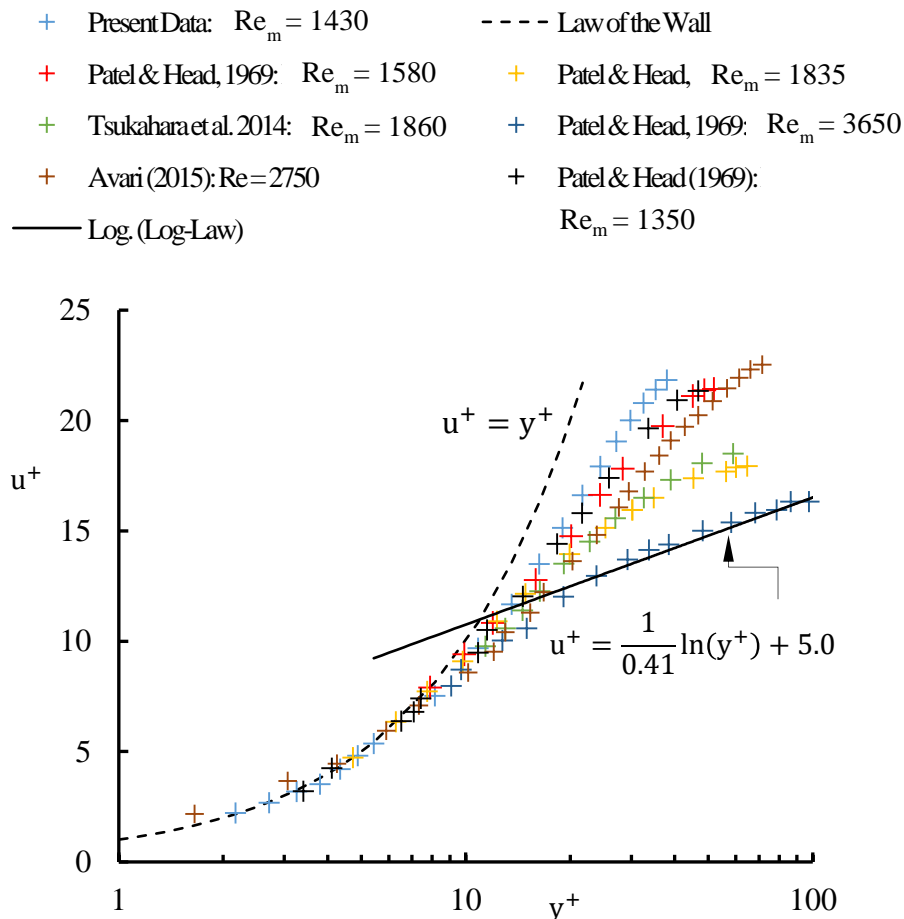 Present Data: Re_m = 1430
Law of the Wall
Patel & Head, 1969: Re_m = 1580
Patel & Head, Re_m = 1835
Tsukahara et al. 2014: Re_m = 1860
Patel & Head, 1969: Re_m = 3650
Avari (2015): Re = 2750
Patel & Head (1969):
Re_m = 1350
Log. (Log-Law)
25
20
15
10
5
0
u⁺
u⁺ = y⁺
u⁺ = 1/0.41 ln(y⁺) + 5.0
1
10
100
y⁺